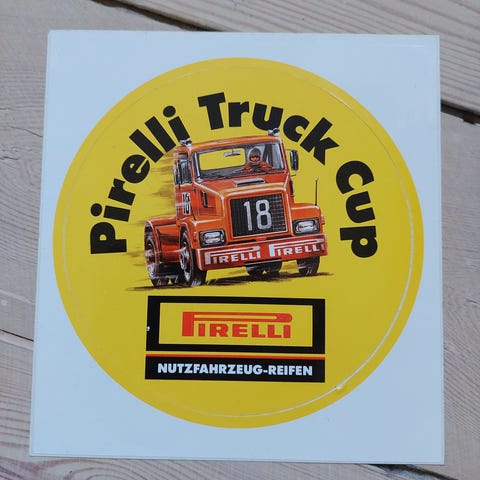 Pirelli Truck Cup
18
18
PIRELLI PIRELLI
PIRELLI
NUTZFAHRZEUG-REIFEN